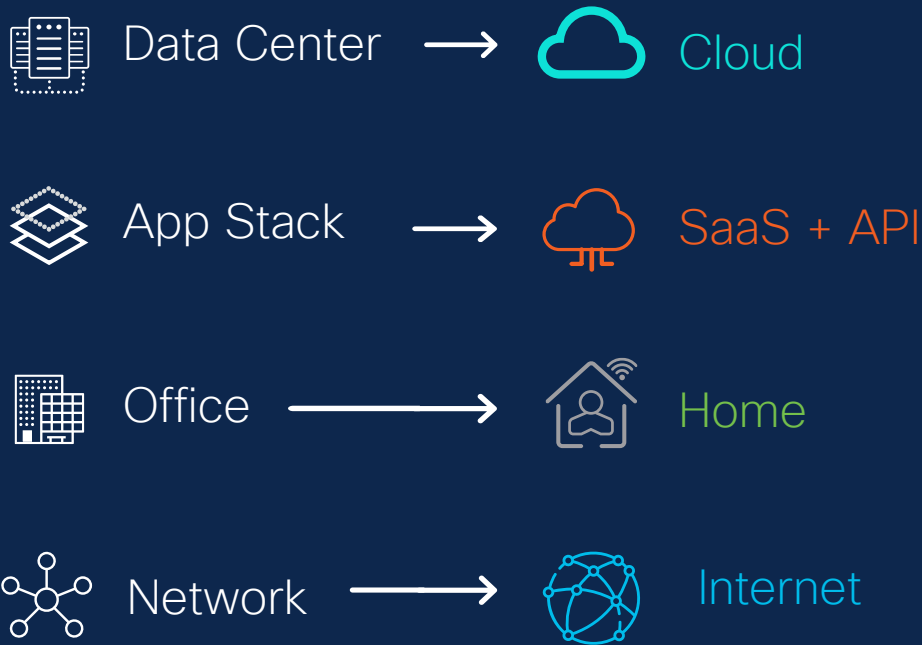 Data Center
Cloud
App Stack
SaaS + API
Office
Home
Network
Internet